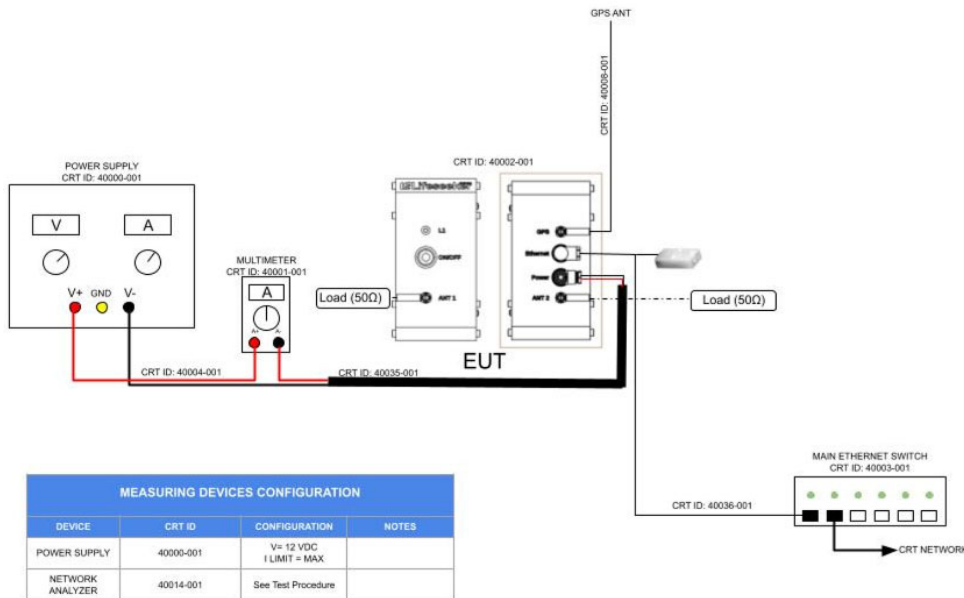 GPS ANT
CRT ID: 40008-001
CRT ID: 40002-001
POWER SUPPLY
CRT ID: 40000-001
V
A
V+
GND
V-
MULTIMETER
CRT ID: 40001-001
A
A+
A-
Lifeseeker
L1
ON/OFF
ANT 1
Load (50Ω)
GPS
Ethernet
Power
ANT 2
Load (50Ω)
EUT
CRT ID: 40004-001
CRT ID: 40035-001
MAIN ETHERNET SWITCH
CRT ID: 40003-001
CRT ID: 40036-001
CRT NETWORK
MEASURING DEVICES CONFIGURATION
DEVICE CRT ID CONFIGURATION NOTES
POWER SUPPLY 40000-001 V= 12 VDC
I LIMIT = MAX
NETWORK ANALYZER 40014-001 See Test Procedure